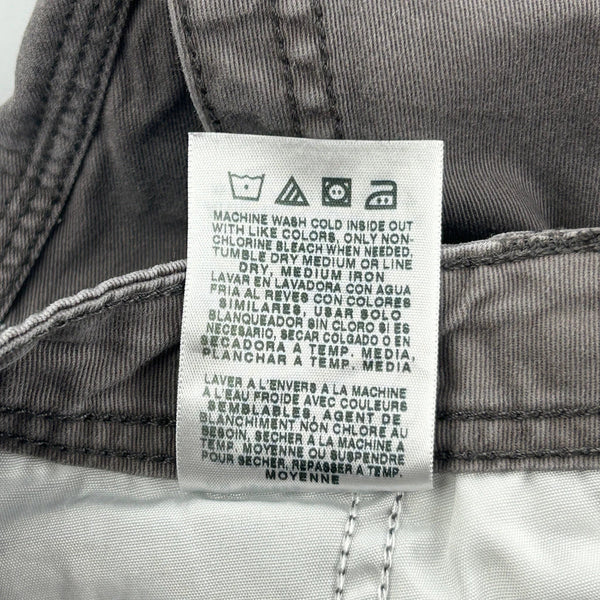 MACHINE WASH COLD INSIDE OUT
WITH LIKE COLORS, ONLY NON-
CHLORINE BLEACH WHEN NEEDED,
TUMBLE DRY MEDIUM OR LINE
DRY, MEDIUM IRON
LAVAR EN LAVADORA CON AGUA
FRIA AL REVES CON COLORES
SIMILARES, USAR SOLO
BLANQUEADOR SIN CLORO SI ES
NECESARIO, SECAR COLGADO O EN
SECADORA A TEMP. MEDIA,
PLANCHAR A TEMP. MEDIA
LAVER A L'ENVERS A LA MACHINE
A L'EAU FROIDE AVEC COULEURS
SEMBLABLES, AGENT DE
BLANCHIMENT NON CHLORE AU
BESOIN, SECHER A LA MACHINE A
TEMP. MOYENNE OU SUSPENDRE
POUR SECHER, REPASSER A TEMP.
MOYENNE